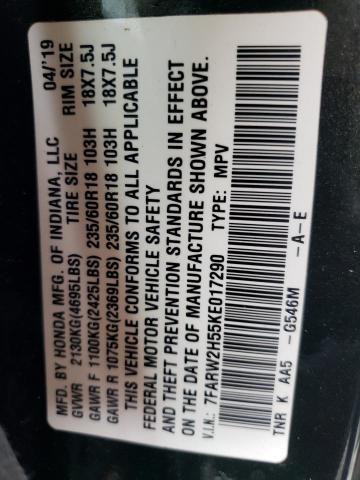 MFD. BY HONDA MFG. OF INDIANA, LLC 04/'19
GVWR 2130KG(4695LBS) TIRE SIZE RIM SIZE
GAWR F 1100KG(2425LBS) 235/60R18 103H 18X7.5J
GAWR R 1075KG(2369LBS) 235/60R18 103H 18X7.5J
THIS VEHICLE CONFORMS TO ALL APPLICABLE
FEDERAL MOTOR VEHICLE SAFETY
AND THEFT PREVENTION STANDARDS IN EFFECT
ON THE DATE OF MANUFACTURE SHOWN ABOVE.
V.I.N.: 7FARW2H55KE017290 TYPE: MPV
TNR K AA5 -G546M -A-E